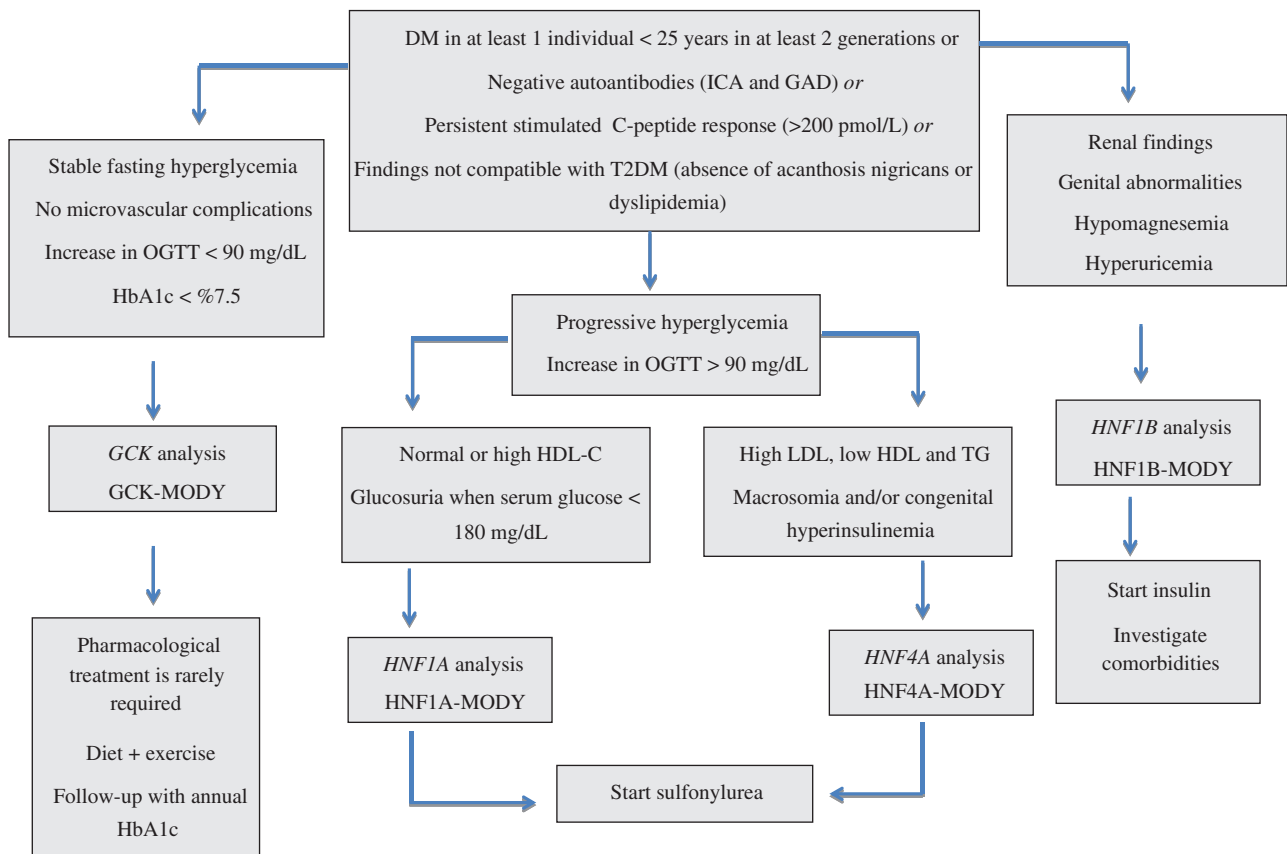 DM in at least 1 individual < 25 years in at least 2 generations or
Negative autoantibodies (ICA and GAD) or
Persistent stimulated C-peptide response (>200 pmol/L) or
Findings not compatible with T2DM (absence of acanthosis nigricans or
dyslipidemia)
Stable fasting hyperglycemia
No microvascular complications
Increase in OGTT < 90 mg/dL
HbA1c < %7.5
Renal findings
Genital abnormalities
Hypomagnesemia
Hyperuricemia
Progressive hyperglycemia
Increase in OGTT > 90 mg/dL
GCK analysis
GCK-MODY
Normal or high HDL-C
Glucosuria when serum glucose <
180 mg/dL
High LDL, low HDL and TG
Macrosomia and/or congenital
hyperinsulinemia
HNF1B analysis
HNF1B-MODY
Pharmacological
treatment is rarely
required
Diet + exercise
Follow-up with annual
HbA1c
HNF1A analysis
HNF1A-MODY
HNF4A analysis
HNF4A-MODY
Start insulin
Investigate
comorbidities
Start sulfonylurea